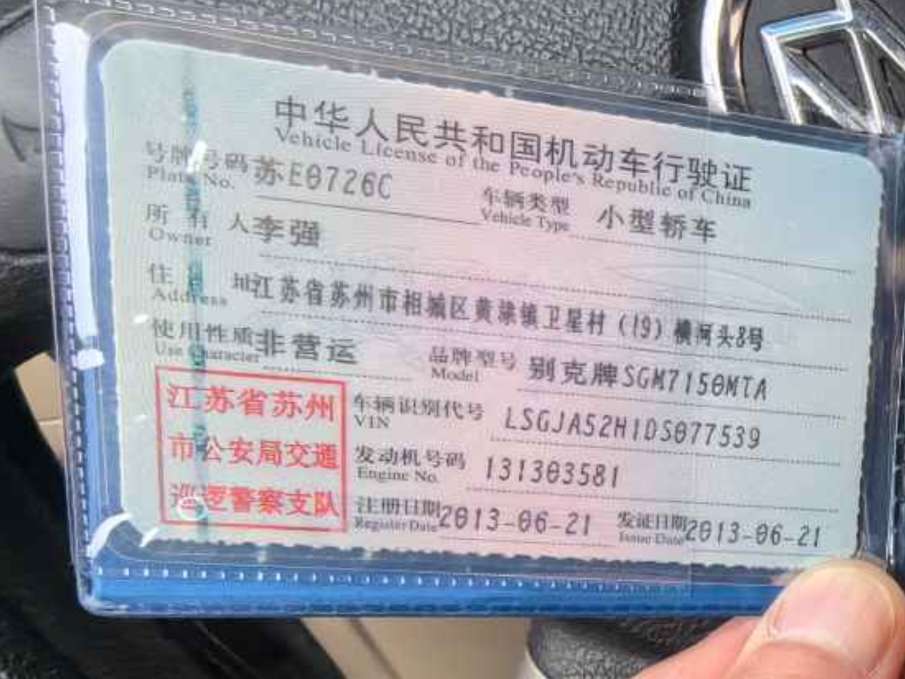 中华人民共和国机动车行驶证
Vehicle License of the People's Republic of China
号牌号码 苏E0726C 车辆类型 小型轿车
Plate No. Vehicle Type
所有人 李强
Owner
住址 江苏省苏州市相城区黄渌镇卫星村(19)横河头8号
Address
使用性质 非营运 品牌型号 别克牌SGM7150MTA
Use Character Model
江苏省苏州 车辆识别代号 LSGJA52H1DS077539
VIN
市公安局交通 发动机号码 131303581
Engine No.
巡逻警察支队 注册日期 2013-06-21 发证日期 2013-06-21
Register Date Issue Date